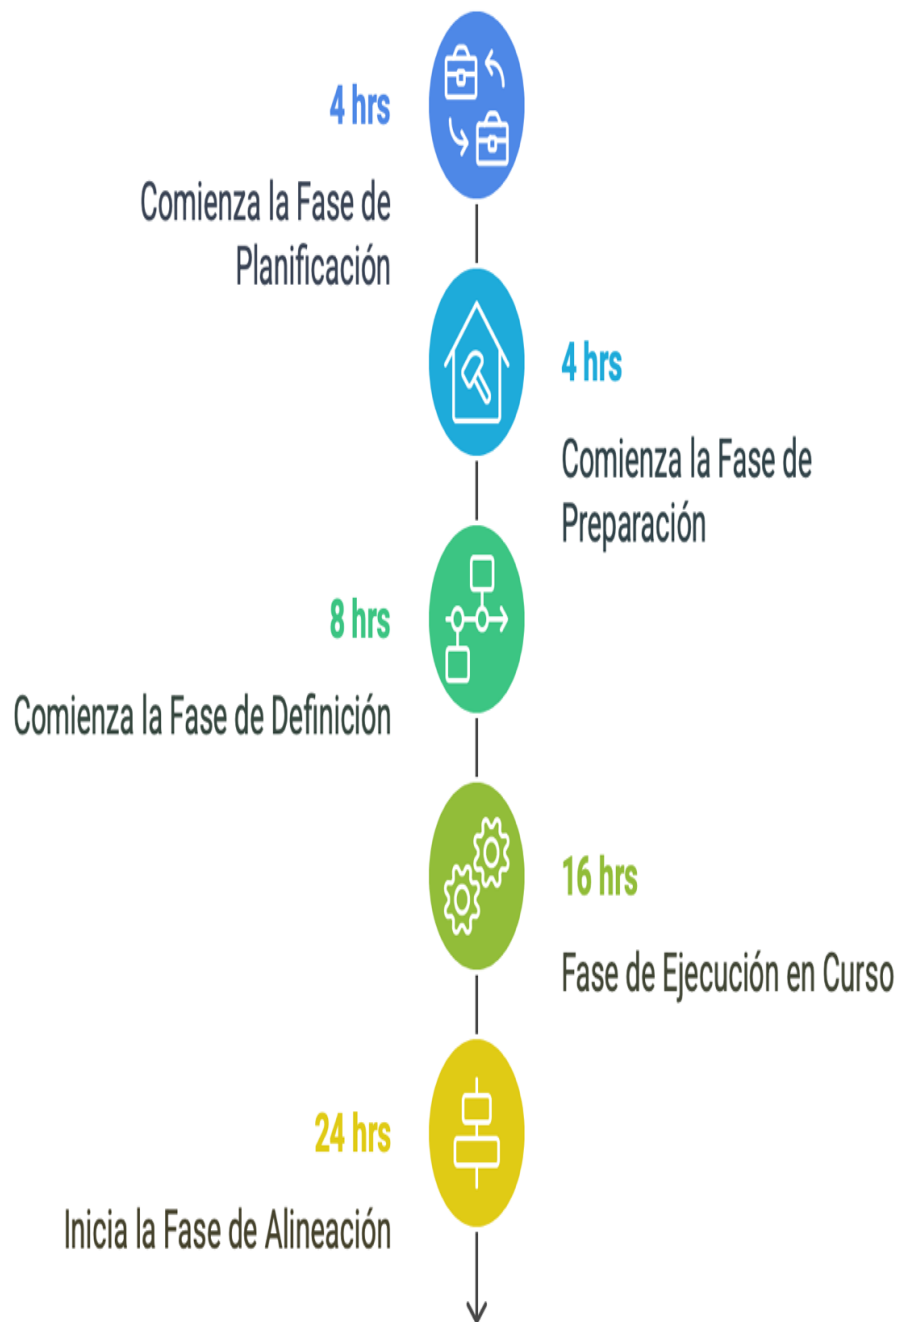 4 hrs
Comienza la Fase de
Planificación
4 hrs
Comienza la Fase de
Preparación
8 hrs
Comienza la Fase de Definición
16 hrs
Fase de Ejecución en Curso
24 hrs
Inicia la Fase de Alineación